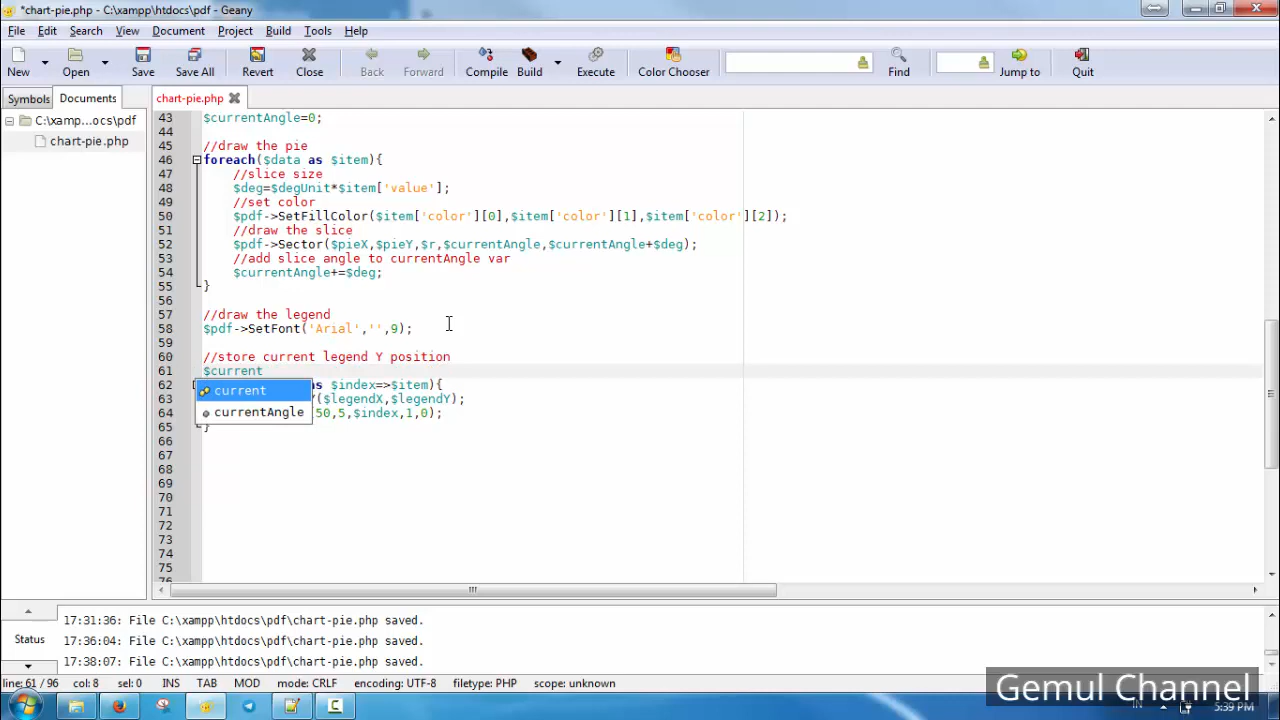 *chart-pie.php - C:\xampp\htdocs\pdf - Geany
File Edit Search View Document Project Build Tools Help
New Open Save Save All Revert Close Back Forward Compile Build Execute Color Chooser Find Jump to Quit
Symbols Documents chart-pie.php
C:\xamp...ocs\pdf
chart-pie.php
43 $currentAngle=0;
44
45 //draw the pie
46 foreach($data as $item){
47 //slice size
48 $deg=$degUnit*$item['value'];
49 //set color
50 $pdf->SetFillColor($item['color'][0],$item['color'][1],$item['color'][2]);
51 //draw the slice
52 $pdf->Sector($pieX,$pieY,$r,$currentAngle,$currentAngle+$deg);
53 //add slice angle to currentAngle var
54 $currentAngle+=$deg;
55 }
56
57 //draw the legend
58 $pdf->SetFont('Arial','',9);
59
60 //store current legend Y position
61 $current
62 as $index=>$item){
63 ($legendX,$legendY);
64 50,5,$index,1,0);
65 }
current
currentAngle
66
67
68
69
70
71
72
73
74
75
Status
17:31:36: File C:\xampp\htdocs\pdf\chart-pie.php saved.
17:36:04: File C:\xampp\htdocs\pdf\chart-pie.php saved.
17:38:07: File C:\xampp\htdocs\pdf\chart-pie.php saved.
line: 61 / 96 col: 8 sel: 0 INS TAB MOD mode: CRLF encoding: UTF-8 filetype: PHP scope: unknown
Gemul Channel
IN 5:39 PM